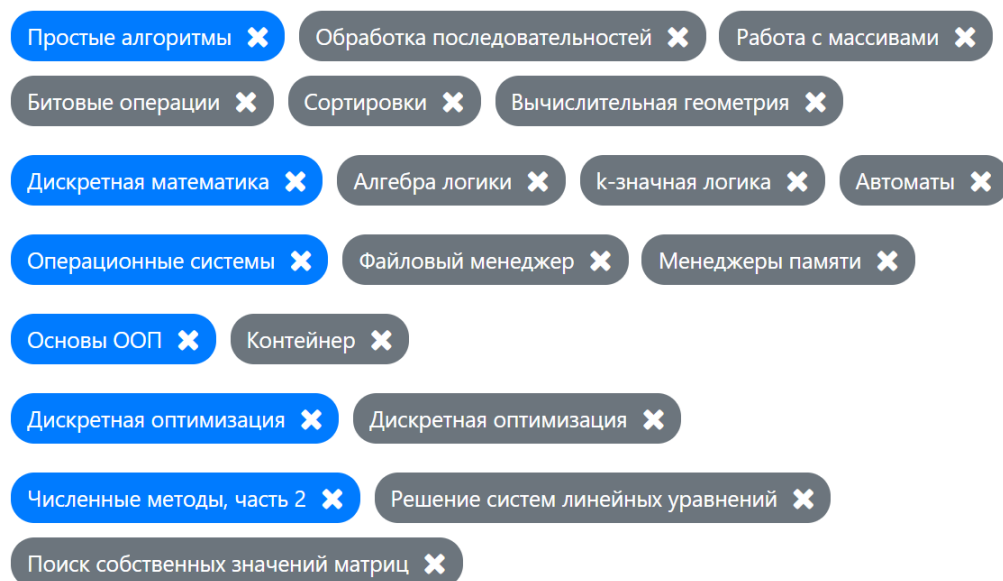 Простые алгоритмы ✖ Обработка последовательностей ✖ Работа с массивами ✖
Битовые операции ✖ Сортировки ✖ Вычислительная геометрия ✖
Дискретная математика ✖ Алгебра логики ✖ k-значная логика ✖ Автоматы ✖
Операционные системы ✖ Файловый менеджер ✖ Менеджеры памяти ✖
Основы ООП ✖ Контейнер ✖
Дискретная оптимизация ✖ Дискретная оптимизация ✖
Численные методы, часть 2 ✖ Решение систем линейных уравнений ✖
Поиск собственных значений матриц ✖